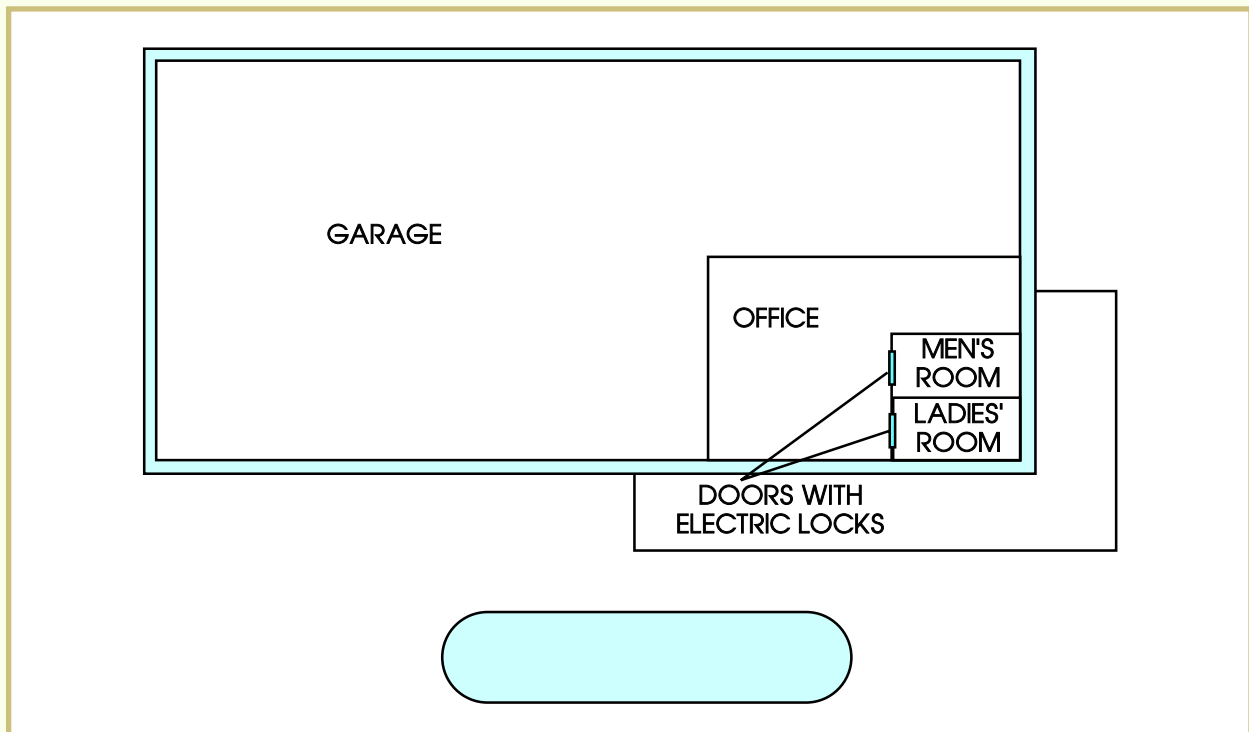 GARAGE
OFFICE
MEN'S
ROOM
LADIES'
ROOM
DOORS WITH
ELECTRIC LOCKS